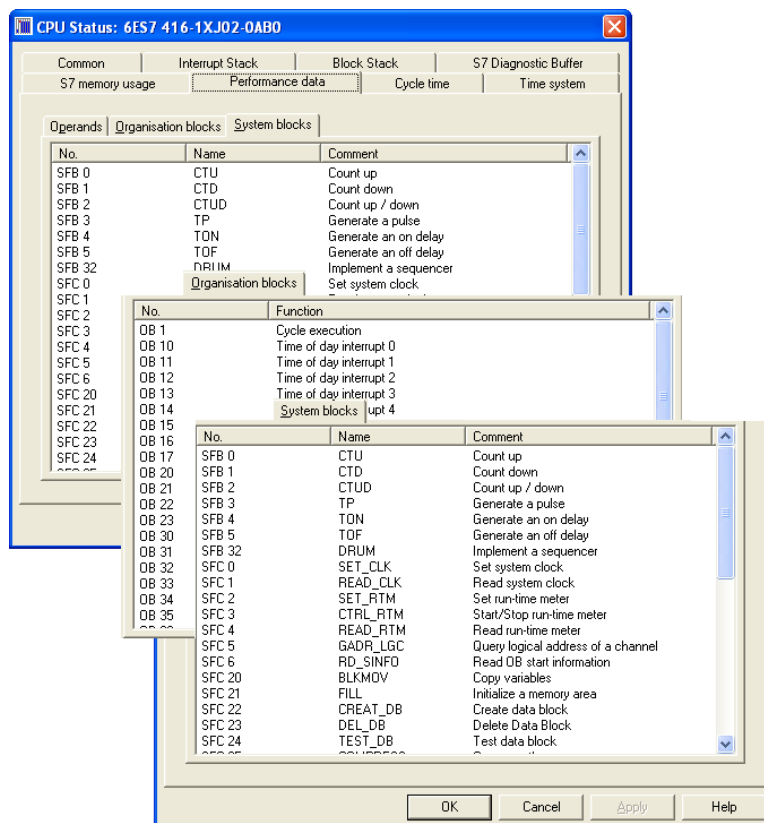 CPU Status: 6ES7 416-1XJ02-0AB0
Common Interrupt Stack Block Stack S7 Diagnostic Buffer
S7 memory usage Performance data Cycle time Time system
Operands Organisation blocks System blocks
No. Name Comment
SFB 0 CTU Count up
SFB 1 CTD Count down
SFB 2 CTUD Count up / down
SFB 3 TP Generate a pulse
SFB 4 TON Generate an on delay
SFB 5 TOF Generate an off delay
SFB 32 DRUM Implement a sequencer
SFC 0 Set system clock
SFC 1
SFC 2
SFC 3
SFC 4
SFC 5
SFC 6
SFC 20
SFC 21
SFC 22
SFC 23
SFC 24
Organisation blocks
No. Function
OB 1 Cycle execution
OB 10 Time of day interrupt 0
OB 11 Time of day interrupt 1
OB 12 Time of day interrupt 2
OB 13 Time of day interrupt 3
OB 14 upt 4
OB 15
OB 16
OB 17
OB 20
OB 21
OB 22
OB 23
OB 30
OB 31
OB 32
OB 33
OB 34
OB 35
System blocks
No. Name Comment
SFB 0 CTU Count up
SFB 1 CTD Count down
SFB 2 CTUD Count up / down
SFB 3 TP Generate a pulse
SFB 4 TON Generate an on delay
SFB 5 TOF Generate an off delay
SFB 32 DRUM Implement a sequencer
SFC 0 SET_CLK Set system clock
SFC 1 READ_CLK Read system clock
SFC 2 SET_RTM Set run-time meter
SFC 3 CTRL_RTM Start/Stop run-time meter
SFC 4 READ_RTM Read run-time meter
SFC 5 GADR_LGC Query logical address of a channel
SFC 6 RD_SINFO Read OB start information
SFC 20 BLKMOV Copy variables
SFC 21 FILL Initialize a memory area
SFC 22 CREAT_DB Create data block
SFC 23 DEL_DB Delete Data Block
SFC 24 TEST_DB Test data block
OK Cancel Apply Help